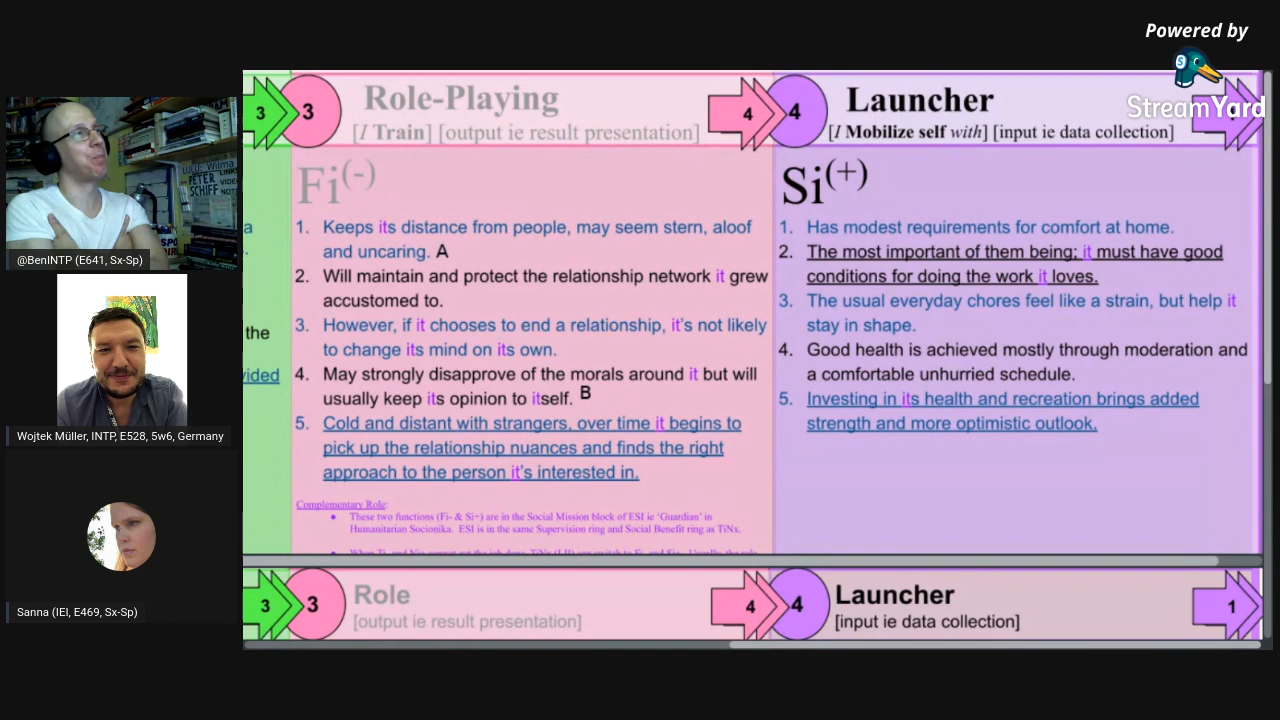 Powered by
StreamYard
3
3
Role-Playing
[I Train] [output ie result presentation]
4
4
Launcher
[I Mobilize self with] [input ie data collection]
a
the
vided
Fi(-)
1. Keeps its distance from people, may seem stern, aloof
and uncaring. A
2. Will maintain and protect the relationship network it grew
accustomed to.
3. However, if it chooses to end a relationship, it's not likely
to change its mind on its own.
4. May strongly disapprove of the morals around it but will
usually keep its opinion to itself. B
5. Cold and distant with strangers, over time it begins to
pick up the relationship nuances and finds the right
approach to the person it's interested in.
Complementary Role:
• These two functions (Fi- & Si+) are in the Social Mission block of ESI ie 'Guardian' in
Humanitarian Socionika. ESI is in the same Supervision ring and Social Benefit ring as TiNx.
Si(+)
1. Has modest requirements for comfort at home.
2. The most important of them being; it must have good
conditions for doing the work it loves.
3. The usual everyday chores feel like a strain, but help it
stay in shape.
4. Good health is achieved mostly through moderation and
a comfortable unhurried schedule.
5. Investing in its health and recreation brings added
strength and more optimistic outlook.
3
3
Role
[output ie result presentation]
4
4
Launcher
[input ie data collection]
1
@BenINTP (E641, Sx-Sp)
Wojtek Müller, INTP, E528, 5w6, Germany
Sanna (IEI, E469, Sx-Sp)